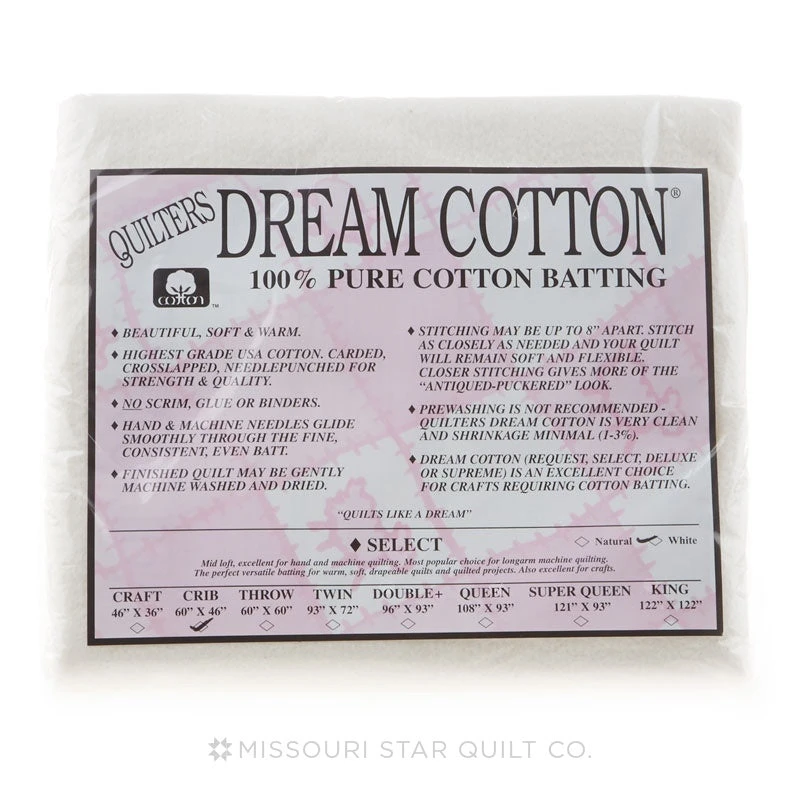 QUILTERS DREAM COTTON®
100% PURE COTTON BATTING
cotton ™
♦ BEAUTIFUL, SOFT & WARM.
♦ HIGHEST GRADE USA COTTON. CARDED,
CROSSLAPPED, NEEDLEPUNCHED FOR
STRENGTH & QUALITY.
♦ NO SCRIM, GLUE OR BINDERS.
♦ HAND & MACHINE NEEDLES GLIDE
SMOOTHLY THROUGH THE FINE,
CONSISTENT, EVEN BATT.
♦ FINISHED QUILT MAY BE GENTLY
MACHINE WASHED AND DRIED.
♦ STITCHING MAY BE UP TO 8” APART. STITCH
AS CLOSELY AS NEEDED AND YOUR QUILT
WILL REMAIN SOFT AND FLEXIBLE.
CLOSER STITCHING GIVES MORE OF THE
“ANTIQUED-PUCKERED” LOOK.
♦ PREWASHING IS NOT RECOMMENDED -
QUILTERS DREAM COTTON IS VERY CLEAN
AND SHRINKAGE MINIMAL (1-3%).
♦ DREAM COTTON (REQUEST, SELECT, DELUXE
OR SUPREME) IS AN EXCELLENT CHOICE
FOR CRAFTS REQUIRING COTTON BATTING.
“QUILTS LIKE A DREAM”
♦ SELECT
◇ Natural ◇ White
Mid loft, excellent for hand and machine quilting. Most popular choice for longarm machine quilting.
The perfect versatile batting for warm, soft, drapeable quilts and quilted projects. Also excellent for crafts.
CRAFT CRIB THROW TWIN DOUBLE+ QUEEN SUPER QUEEN KING
46” X 36” 60” X 46” 60” X 60” 93” X 72” 96” X 93” 108” X 93” 121” X 93” 122” X 122”
MISSOURI STAR QUILT CO.